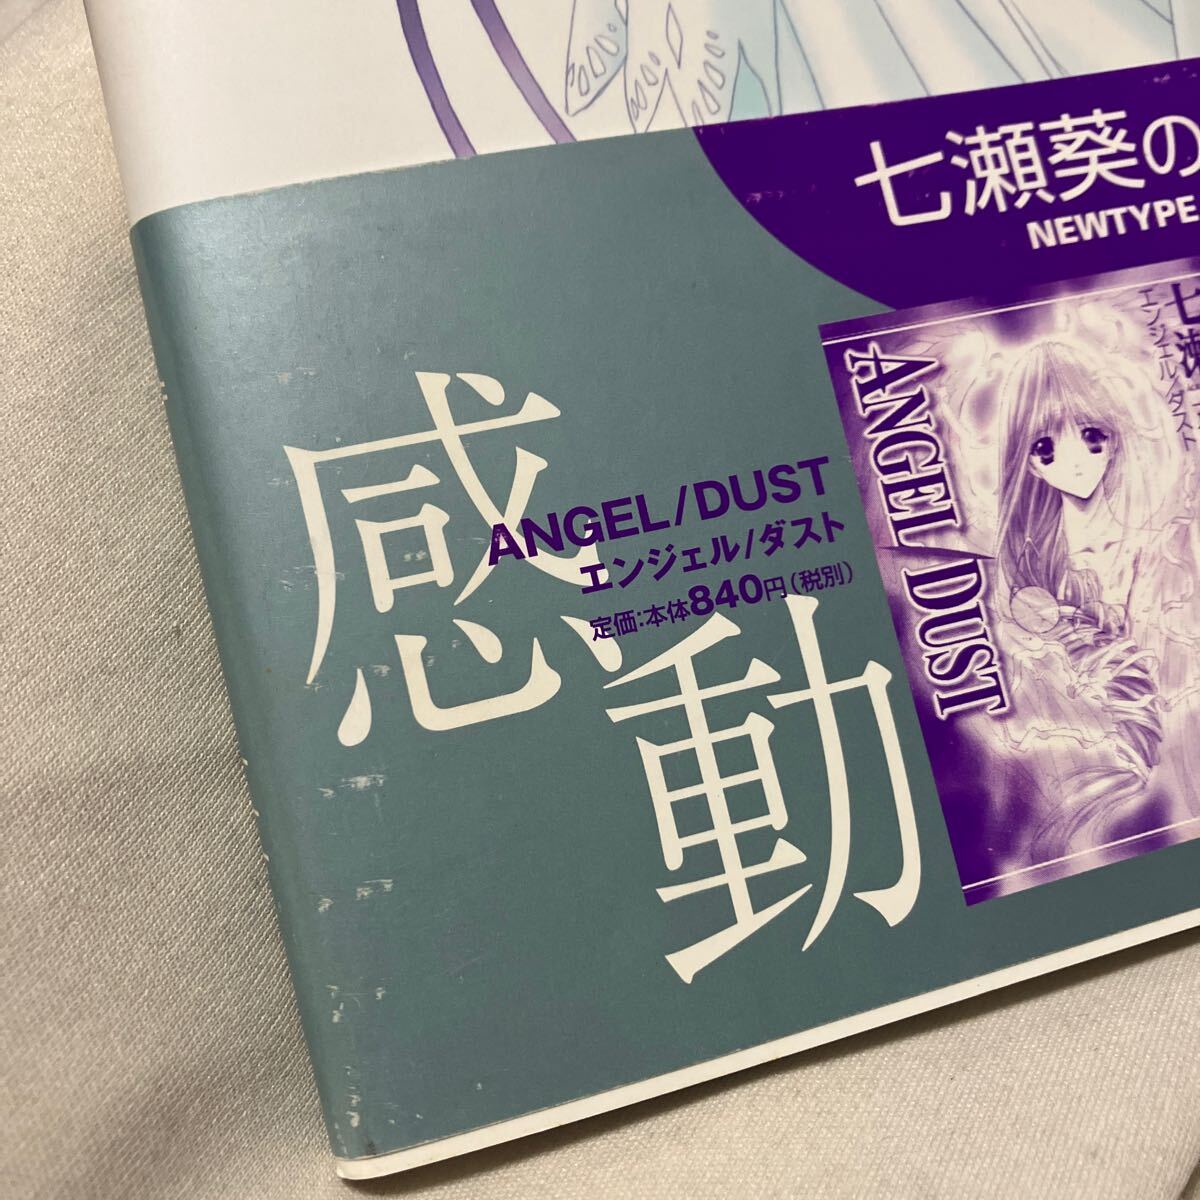 七瀬葵の
NEWTYPE
感動
ANGEL/DUST
エンジェル/ダスト
定価:本体840円(税別)
七瀬
エンジェル/ダスト
ANGEL/DUST